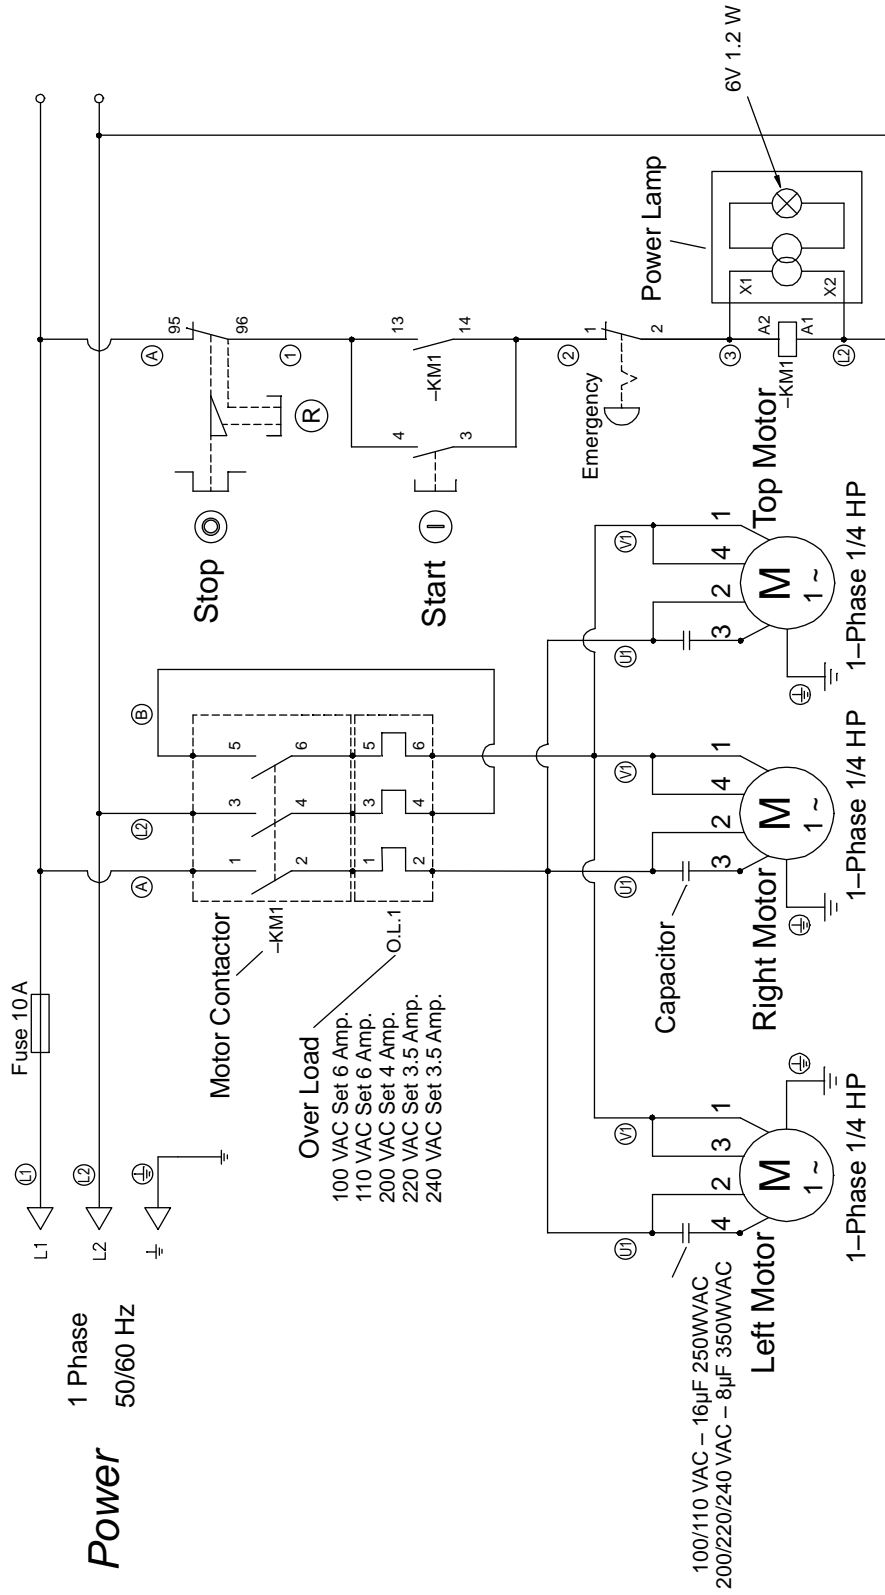 Power
1 Phase
50/60 Hz
L1
L2
L1
L2
Fuse 10 A
A
L2
B
1
3
5
2
4
6
Motor Contactor
–KM1
1
3
5
2
4
6
O.L.1
Over Load
100 VAC Set 6 Amp.
110 VAC Set 6 Amp.
200 VAC Set 4 Amp.
220 VAC Set 3.5 Amp.
240 VAC Set 3.5 Amp.
A
95
96
Stop
R
1
Start
4
3
13
14
–KM1
2
Emergency
1
2
3
A2
A1
–KM1
L2
Power Lamp
X1
X2
6V 1.2 W
U1
V1
4
2
3
1
M
1 ~
Left Motor
1–Phase 1/4 HP
100/110 VAC – 16µF 250WVAC
200/220/240 VAC – 8µF 350WVAC
Capacitor
U1
V1
3
2
4
1
M
1 ~
Right Motor
1–Phase 1/4 HP
U1
V1
3
2
4
1
M
1 ~
Top Motor
1–Phase 1/4 HP